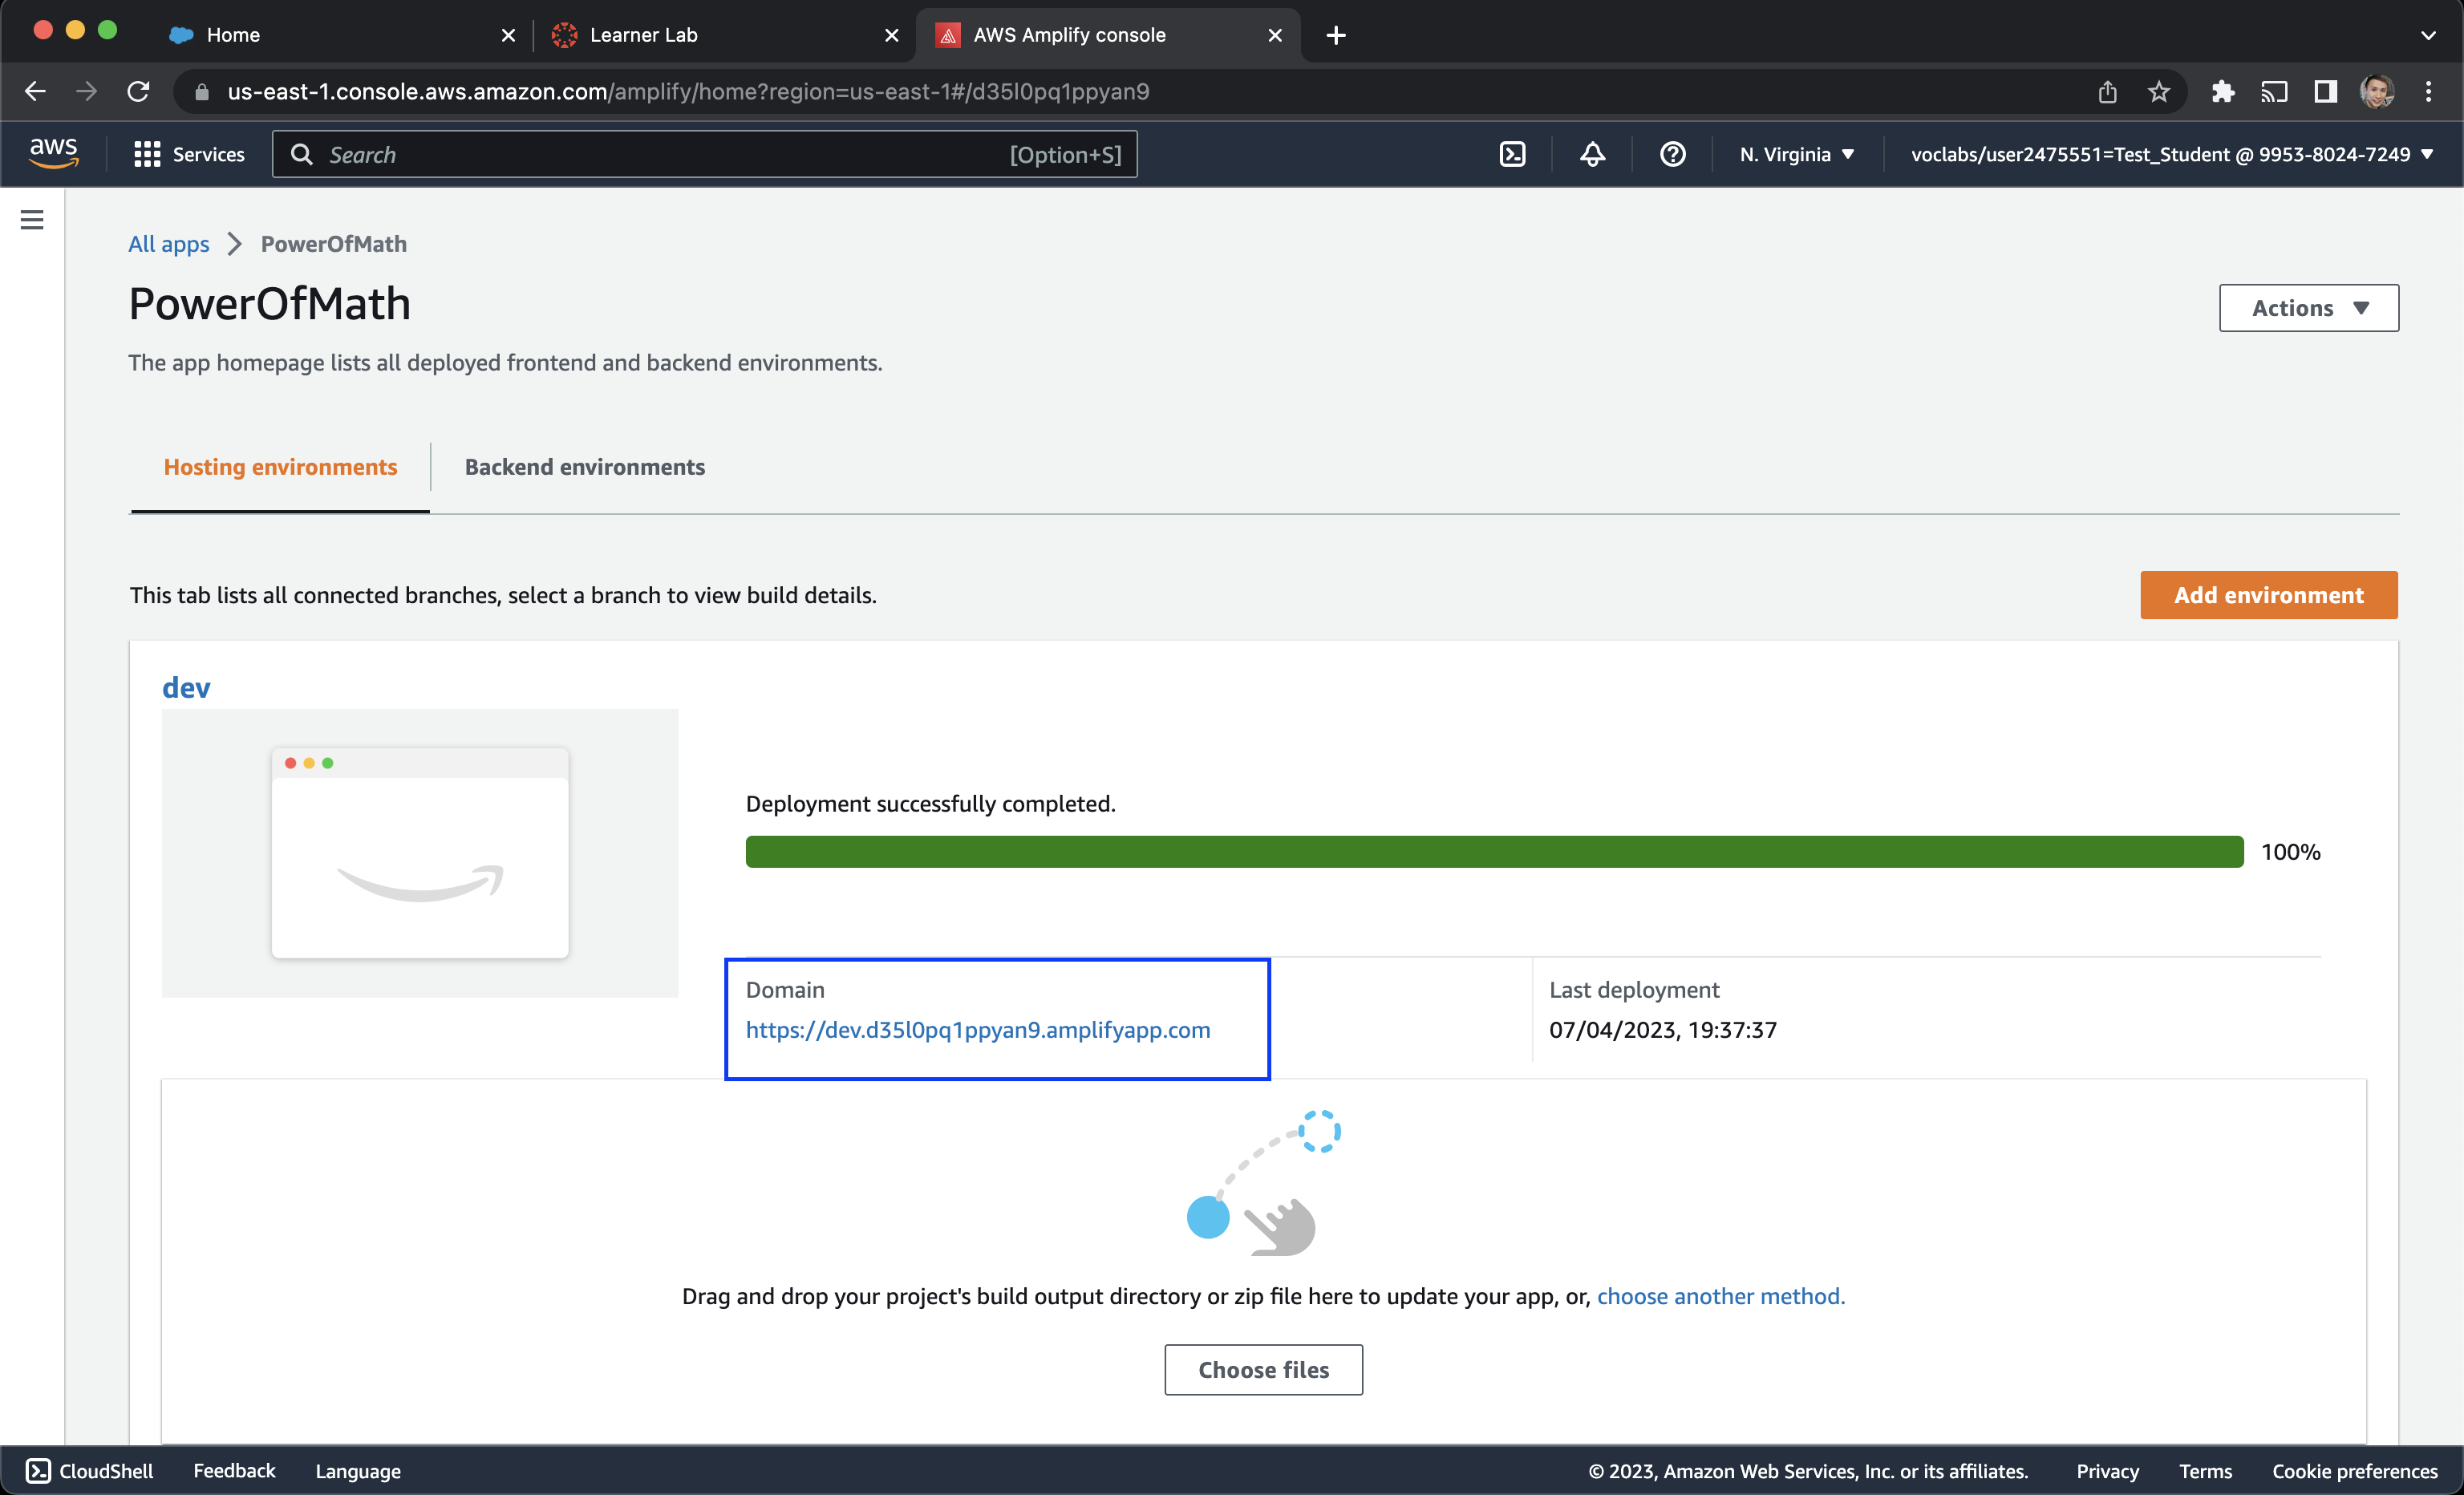 Home
Learner Lab
AWS Amplify console
us-east-1.console.aws.amazon.com/amplify/home?region=us-east-1#/d35l0pq1ppyan9
aws
Services
Search
[Option+S]
N. Virginia
voclabs/user2475551=Test_Student @ 9953-8024-7249
All apps
PowerOfMath
PowerOfMath
Actions
The app homepage lists all deployed frontend and backend environments.
Hosting environments
Backend environments
This tab lists all connected branches, select a branch to view build details.
Add environment
dev
Deployment successfully completed.
100%
Domain
https://dev.d35l0pq1ppyan9.amplifyapp.com
Last deployment
07/04/2023, 19:37:37
Drag and drop your project's build output directory or zip file here to update your app, or, choose another method.
Choose files
CloudShell
Feedback
Language
© 2023, Amazon Web Services, Inc. or its affiliates.
Privacy
Terms
Cookie preferences